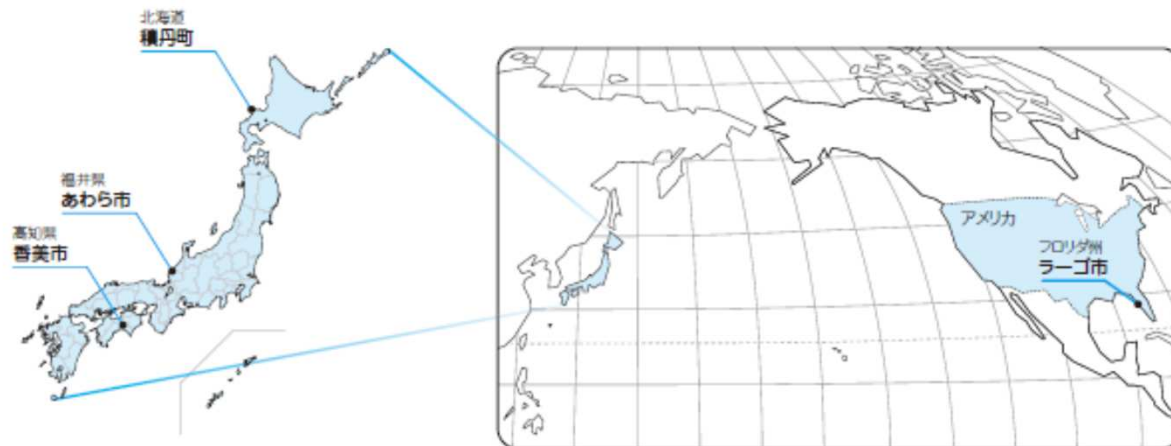 北海道
積丹町
福井県
あわら市
高知県
香美市
アメリカ
フロリダ州
ラーゴ市